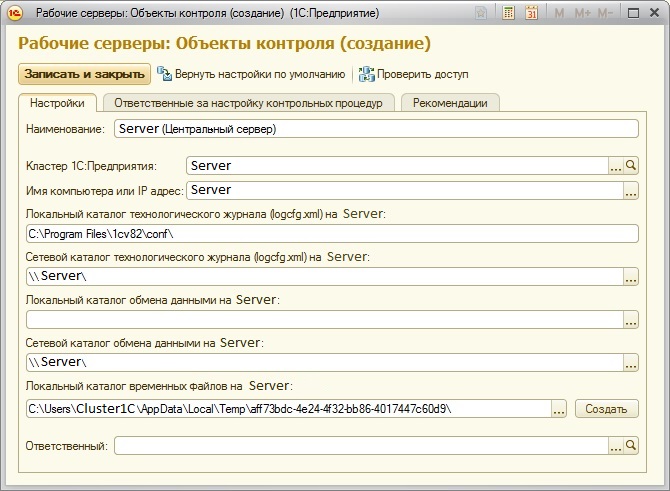 Рабочие серверы: Объекты контроля (создание) (1С:Предприятие) M M+ M-
Рабочие серверы: Объекты контроля (создание)
Записать и закрыть Вернуть настройки по умолчанию Проверить доступ
Настройки Ответственные за настройку контрольных процедур Рекомендации
Наименование: Server (Центральный сервер)
Кластер 1С:Предприятия: Server ...
Имя компьютера или IP адрес: Server ...
Локальный каталог технологического журнала (logcfg.xml) на Server:
C:\Program Files\1cv82\conf\
Сетевой каталог технологического журнала (logcfg.xml) на Server:
\\Server\ ...
Локальный каталог обмена данными на Server:
...
Сетевой каталог обмена данными на Server:
\\Server\ ...
Локальный каталог временных файлов на Server:
C:\Users\Cluster1C\AppData\Local\Temp\aff73bdc-4e24-4f32-bb86-4017447c60d9\ ... Создать
Ответственный: ...